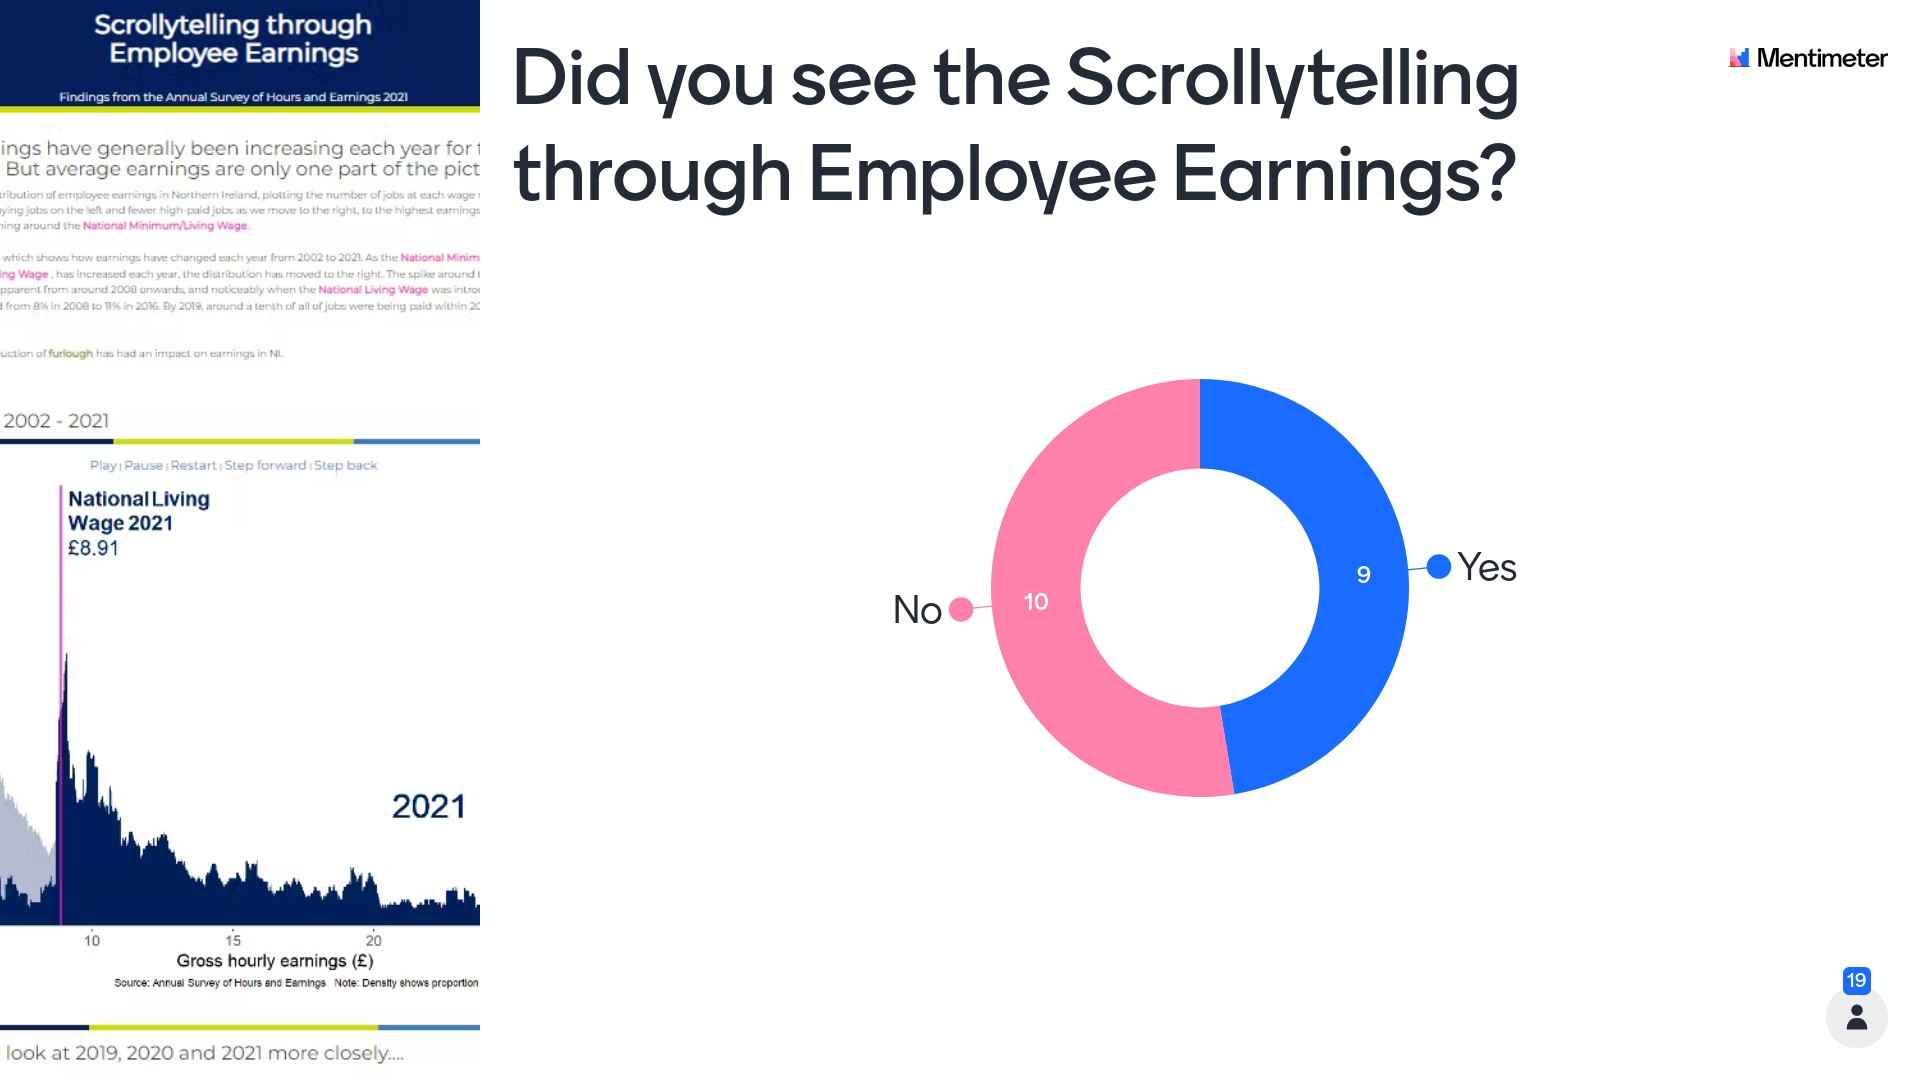 Scrollytelling through
Employee Earnings
Findings from the Annual Survey of Hours and Earnings 2021
ings have generally been increasing each year for t
But average earnings are only one part of the pict
tribution of employee earnings in Northern Ireland, plotting the number of jobs at each wage
ying jobs on the left and fewer high-paid jobs as we move to the right, to the highest earnings
ning around the National Minimum/Living Wage.
which shows how earnings have changed each year from 2002 to 2021. As the National Minim
ing Wage , has increased each year, the distribution has moved to the right. The spike around t
pparent from around 2008 onwards, and noticeably when the National Living Wage was introd
d from 8% in 2008 to 11% in 2016. By 2019, around a tenth of all of jobs were being paid within 20
uction of furlough has had an impact on earnings in NI.
2002 - 2021
Play | Pause | Restart | Step forward | Step back
National Living
Wage 2021
£8.91
2021
10 15 20
Gross hourly earnings (£)
Source: Annual Survey of Hours and Earnings Note: Density shows proportion
look at 2019, 2020 and 2021 more closely....
Did you see the Scrollytelling
through Employee Earnings?
Mentimeter
Yes
9
No
10
19